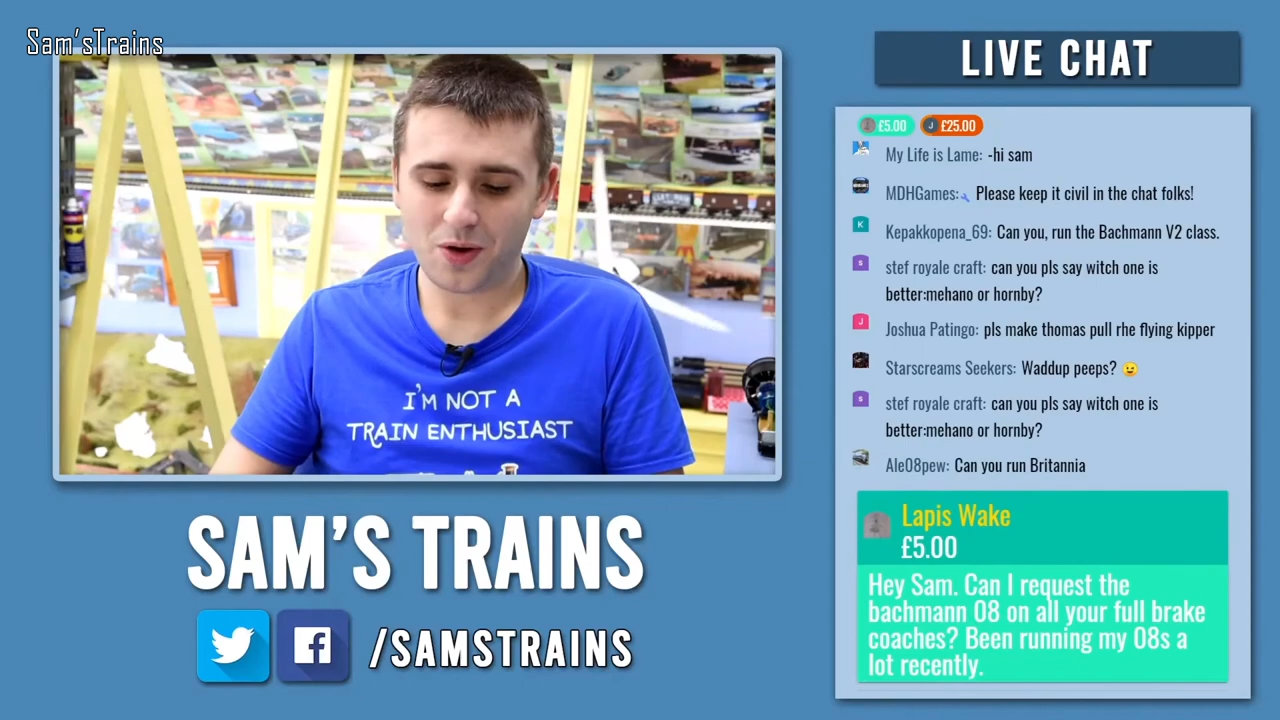 Sam'sTrains
I'M NOT A
TRAIN ENTHUSIAST
SAM'S TRAINS
/SAMSTRAINS
LIVE CHAT
£5.00
J £25.00
My Life is Lame: -hi sam
MDHGames: Please keep it civil in the chat folks!
K
Kepakkopena_69: Can you, run the Bachmann V2 class.
s
stef royale craft: can you pls say witch one is
better:mehano or hornby?
J
Joshua Patingo: pls make thomas pull rhe flying kipper
Starscreams Seekers: Waddup peeps? 😉
s
stef royale craft: can you pls say witch one is
better:mehano or hornby?
Ale08pew: Can you run Britannia
Lapis Wake
£5.00
Hey Sam. Can I request the
bachmann 08 on all your full brake
coaches? Been running my 08s a
lot recently.